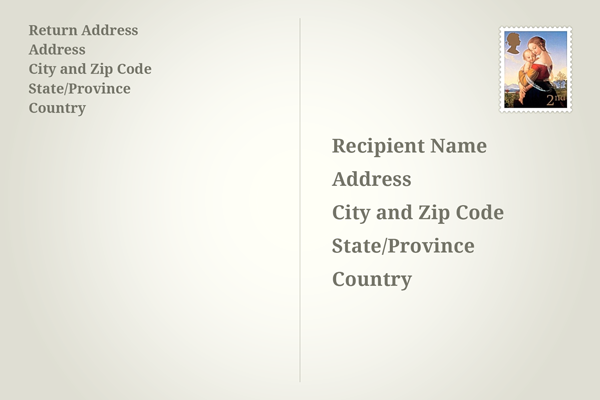 Return Address
Address
City and Zip Code
State/Province
Country
2nd
Recipient Name
Address
City and Zip Code
State/Province
Country